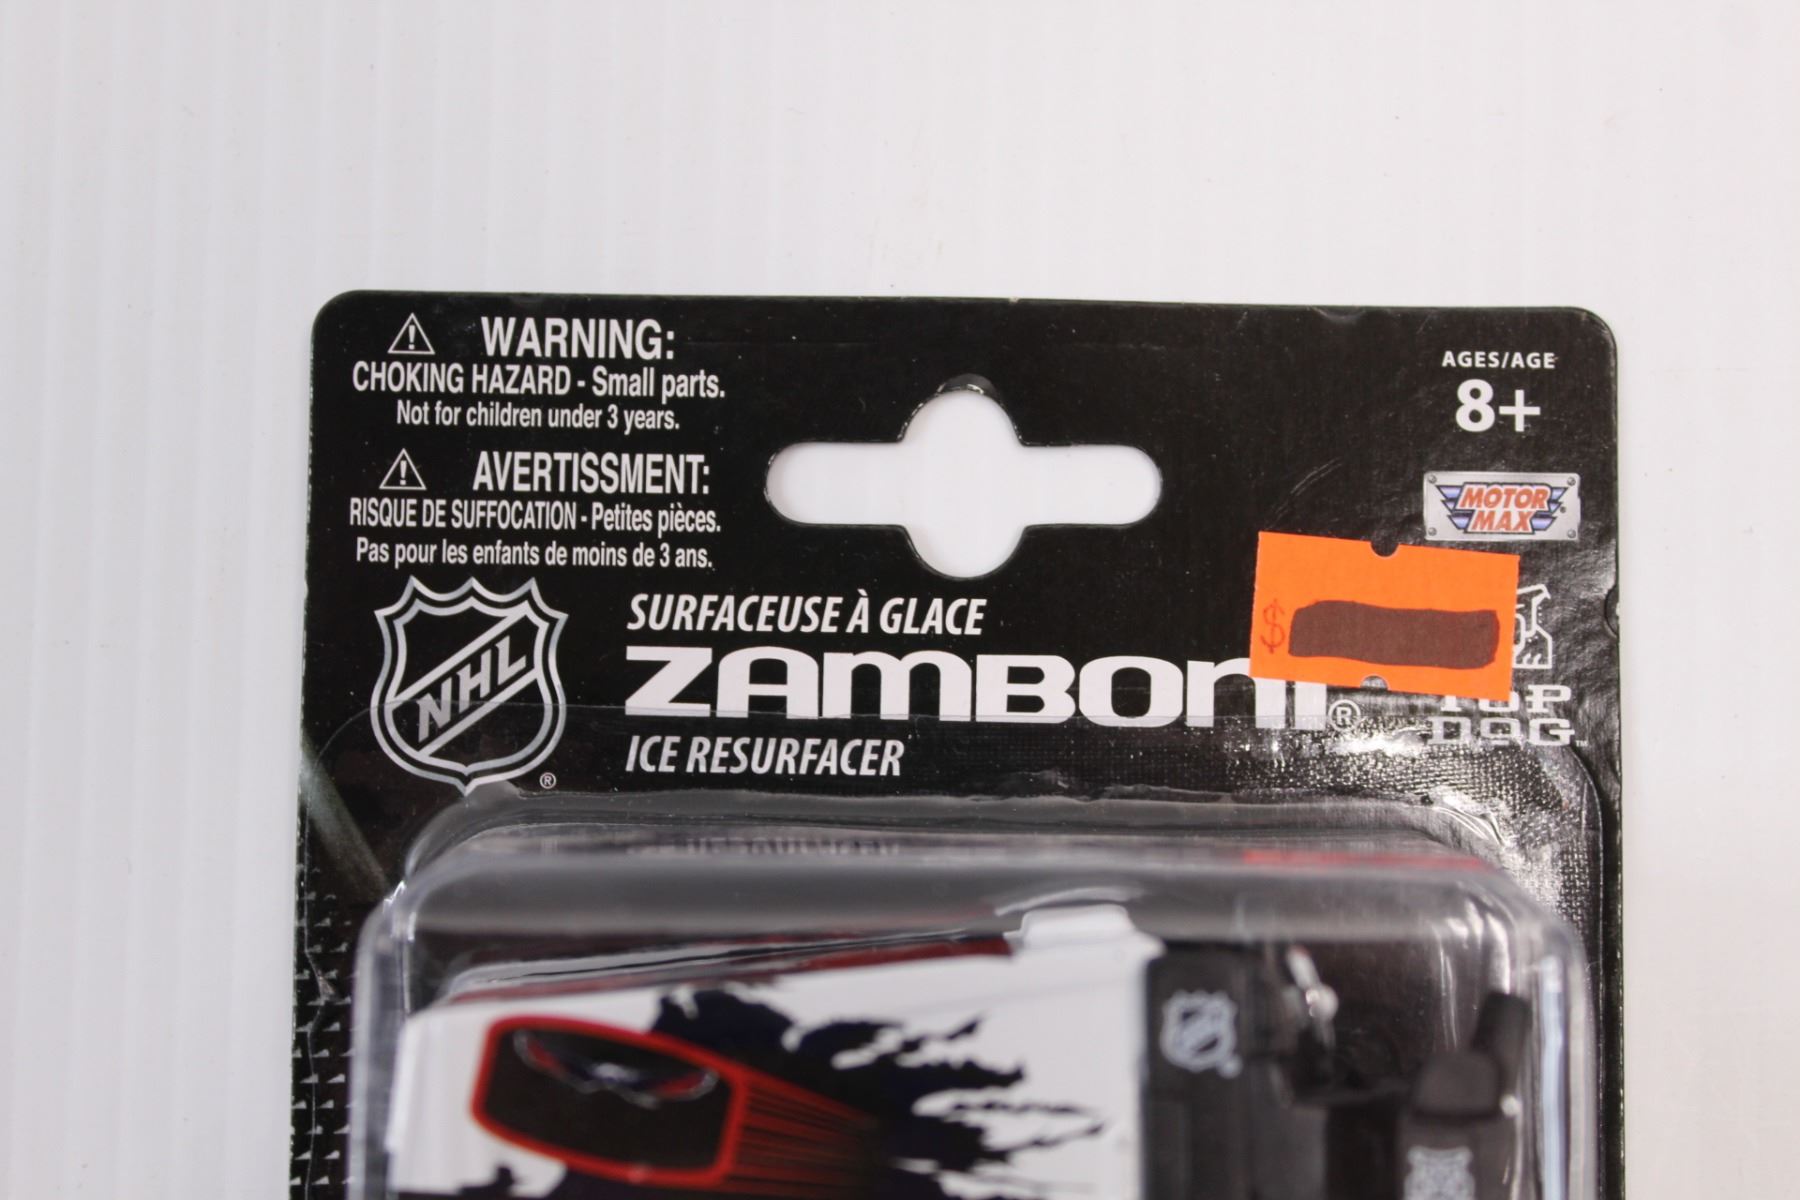 WARNING:
CHOKING HAZARD - Small parts.
Not for children under 3 years.
AVERTISSMENT:
RISQUE DE SUFFOCATION - Petites pièces.
Pas pour les enfants de moins de 3 ans.
AGES/AGE
8+
MOTOR
MAX®
$
NHL
®
SURFACEUSE À GLACE
ZAMBONI®
ICE RESURFACER
TOP
DOG